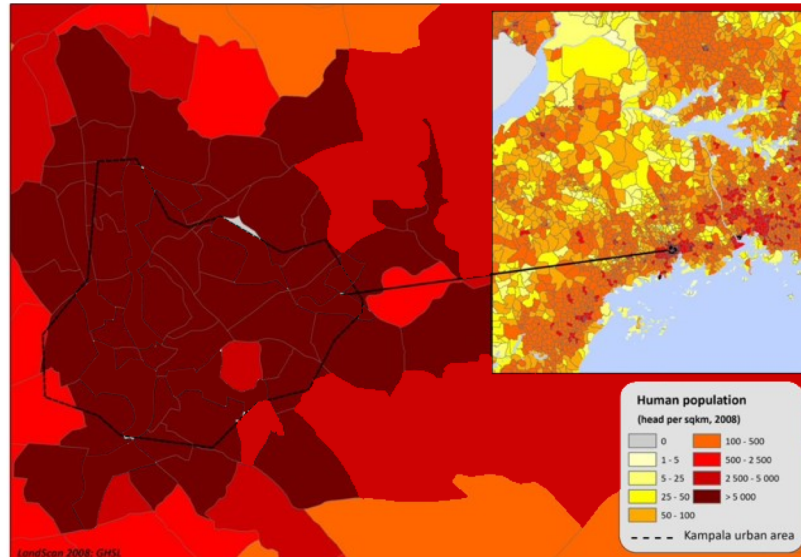 Human population
(head per sqkm, 2008)
0
1 - 5
5 - 25
25 - 50
50 - 100
100 - 500
500 - 2 500
2 500 - 5 000
> 5 000
Kampala urban area
LandScan 2008; GHSL